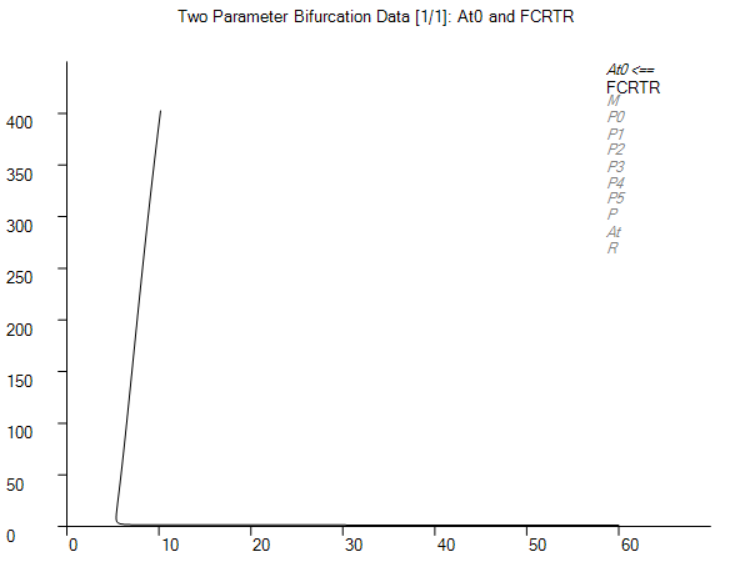 Two Parameter Bifurcation Data [1/1]: At0 and FCRTR
At0 <==
FCRTR
M
P0
P1
P2
P3
P4
P5
P
At
R
400
350
300
250
200
150
100
50
0
0 10 20 30 40 50 60